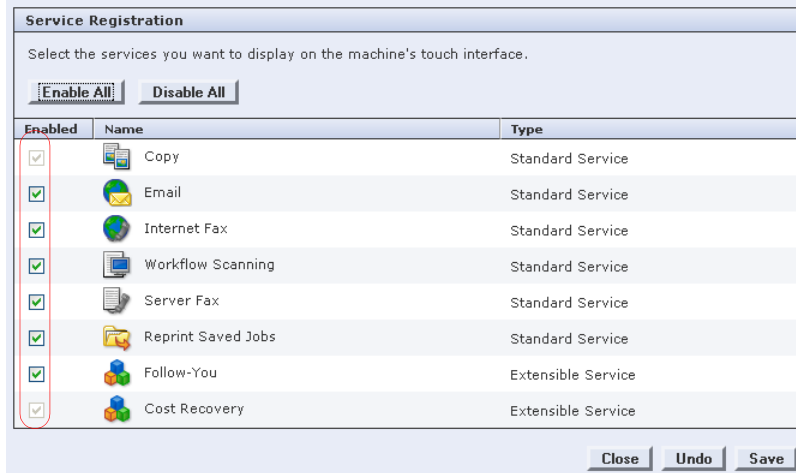 Service Registration
Select the services you want to display on the machine's touch interface.
Enable All Disable All
Enabled Name Type
Copy Standard Service
Email Standard Service
Internet Fax Standard Service
Workflow Scanning Standard Service
Server Fax Standard Service
Reprint Saved Jobs Standard Service
Follow-You Extensible Service
Cost Recovery Extensible Service
Close Undo Save